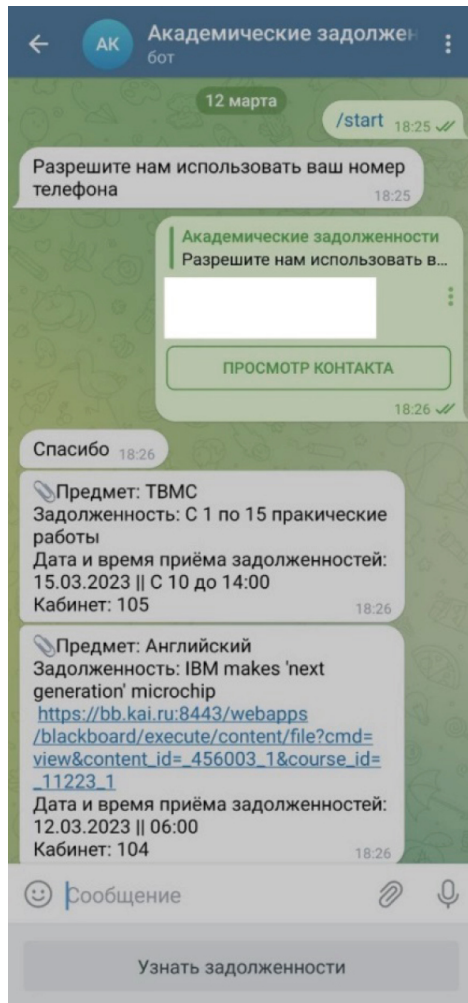 Академические задолжен
АК
бот
12 марта
/start 18:25
Разрешите нам использовать ваш номер
телефона
18:25
Академические задолженности
Разрешите нам использовать в...
ПРОСМОТР КОНТАКТА
18:26
Спасибо 18:26
Предмет: ТВМС
Задолженность: С 1 по 15 пракические
работы
Дата и время приёма задолженностей:
15.03.2023 || С 10 до 14:00
Кабинет: 105
18:26
Предмет: Английский
Задолженность: IBM makes 'next
generation' microchip
https://bb.kai.ru:8443/webapps
/blackboard/execute/content/file?cmd=
view&content_id=_456003_1&course_id=
_11223_1
Дата и время приёма задолженностей:
12.03.2023 || 06:00
Кабинет: 104
18:26
Сообщение
Узнать задолженности